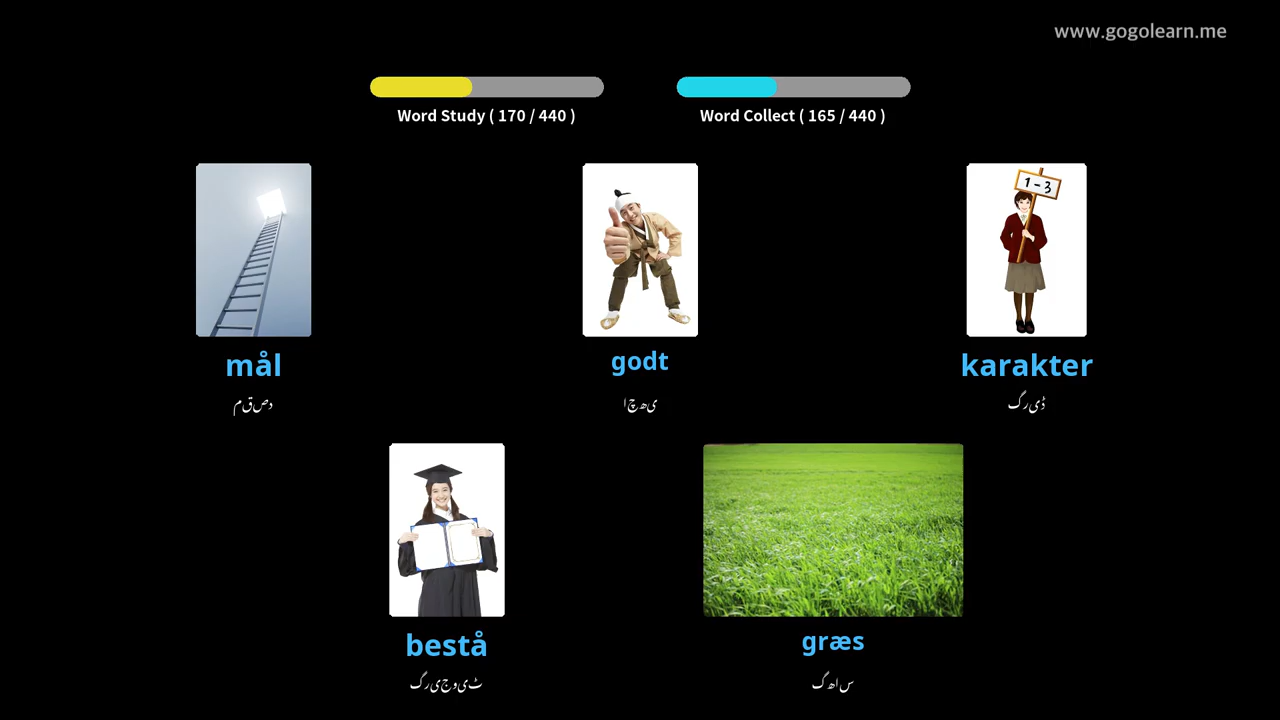 www.gogolearn.me
Word Study ( 170 / 440 )
Word Collect ( 165 / 440 )
1-3
mål
godt
karakter
مقصد
اچھی
گریڈ
bestå
græs
گریجویٹ
گھاس